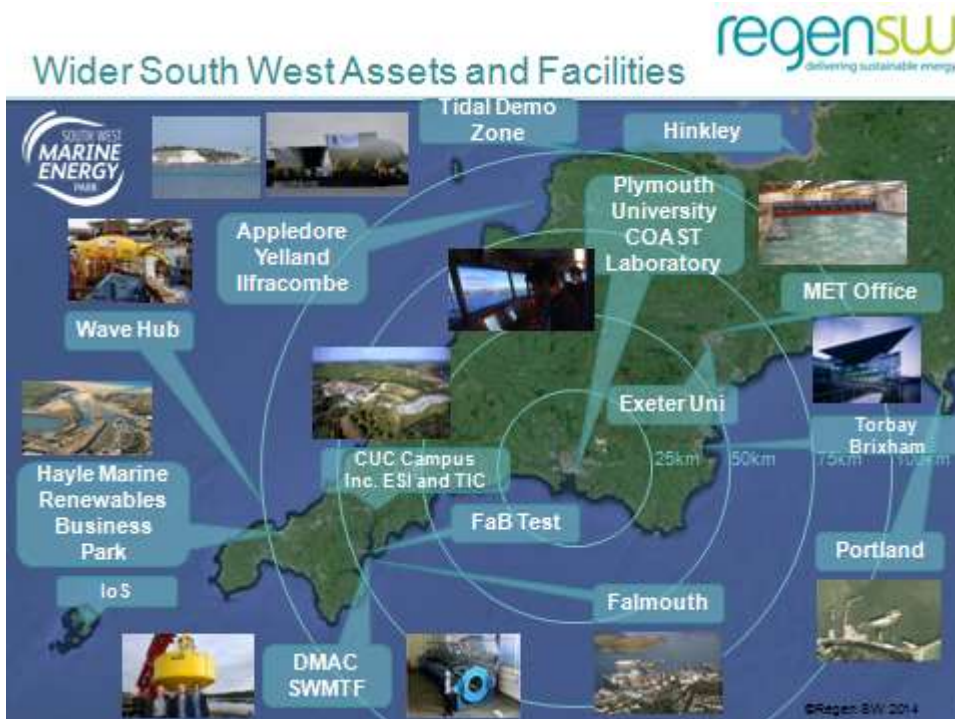 regensw
delivering sustainable energy
Wider South West Assets and Facilities
SOUTH WEST
MARINE
ENERGY
PARK
Tidal Demo
Zone
Hinkley
Plymouth
University
COAST
Laboratory
Appledore
Yelland
Ilfracombe
MET Office
Wave Hub
Exeter Uni
Torbay
Brixham
25km
50km
75km
100km
CUC Campus
Inc. ESI and TIC
Hayle Marine
Renewables
Business
Park
FaB Test
Portland
IoS
Falmouth
DMAC
SWMTF
©Regen SW 2014